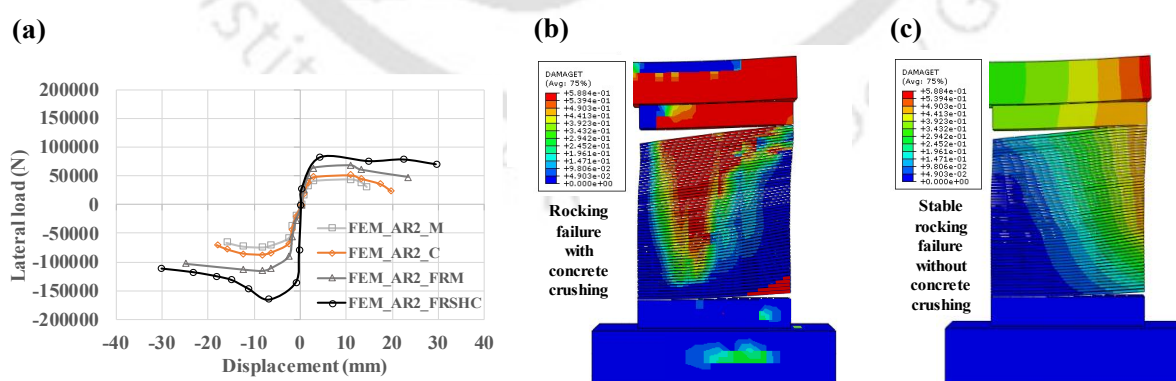 (a)
(b)
(c)
200000
150000
100000
50000
0
-50000
-100000
-150000
-200000
Lateral load (N)
-40
-30
-20
-10
0
10
20
30
40
Displacement (mm)
FEM_AR2_M
FEM_AR2_C
FEM_AR2_FRM
FEM_AR2_FRSHC
DAMAGET
(Avg: 75%)
+5.884e-01
+5.394e-01
+4.903e-01
+4.413e-01
+3.923e-01
+3.432e-01
+2.942e-01
+2.452e-01
+1.961e-01
+1.471e-01
+9.806e-02
+4.903e-02
+0.000e+00
Rocking
failure
with
concrete
crushing
DAMAGET
(Avg: 75%)
+5.884e-01
+5.394e-01
+4.903e-01
+4.413e-01
+3.923e-01
+3.432e-01
+2.942e-01
+2.452e-01
+1.961e-01
+1.471e-01
+9.806e-02
+4.903e-02
+0.000e+00
Stable
rocking
failure
without
concrete
crushing